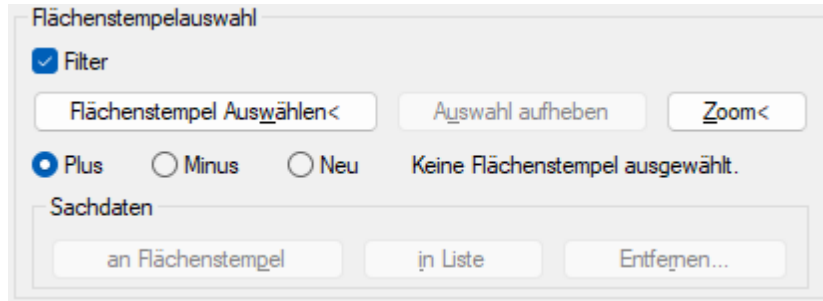 Flächenstempelauswahl
Filter
Flächenstempel Auswählen< Auswahl aufheben Zoom<
Plus Minus Neu Keine Flächenstempel ausgewählt.
Sachdaten
an Flächenstempel in Liste Entfernen...